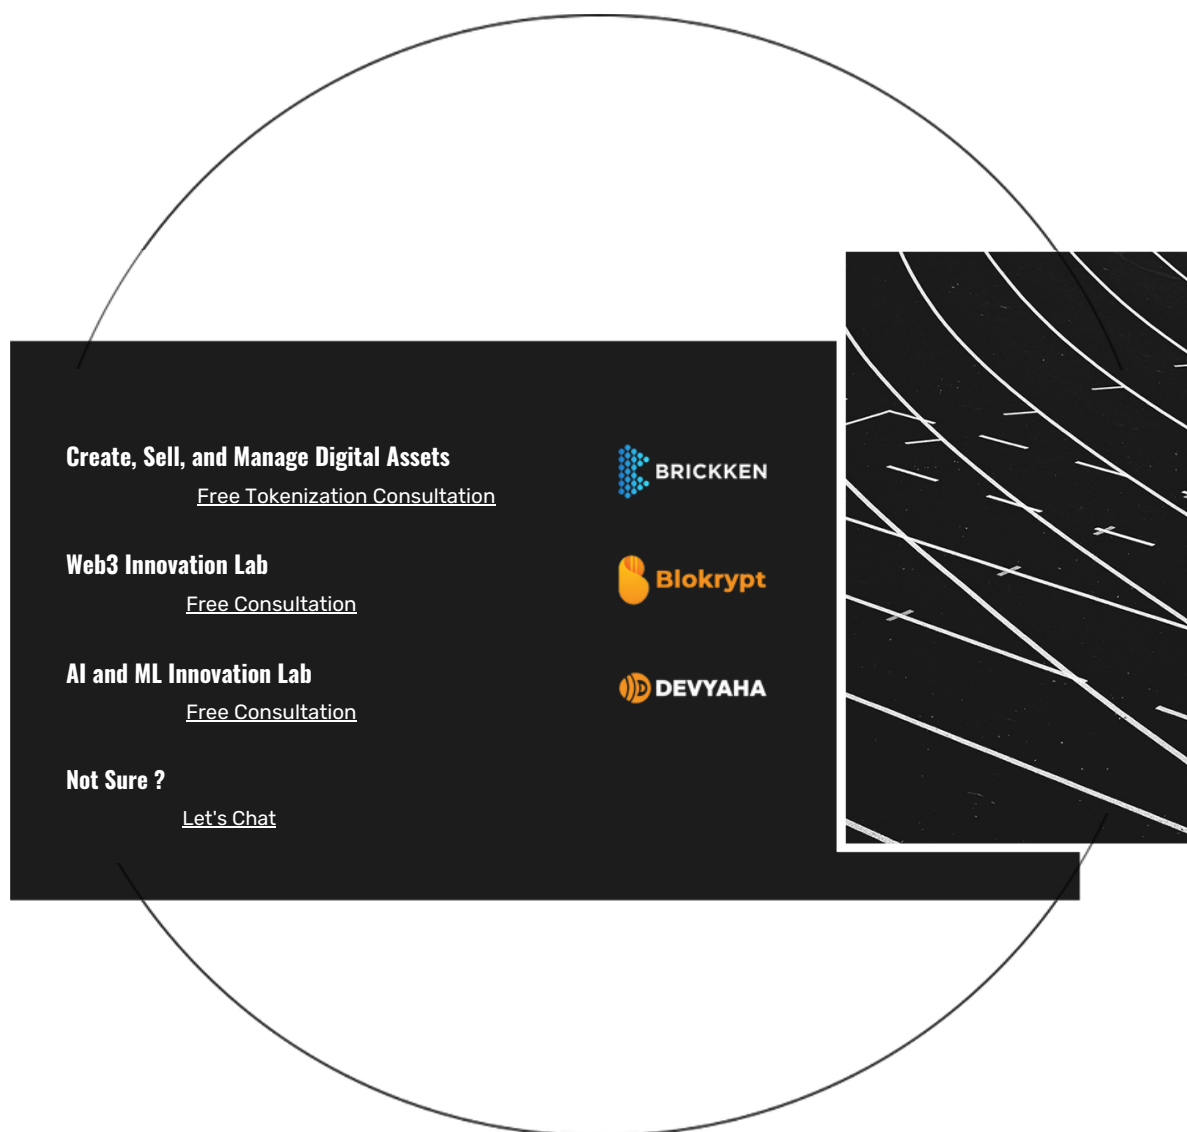 Create, Sell, and Manage Digital Assets
Free Tokenization Consultation
BRICKKEN
Web3 Innovation Lab
Free Consultation
Blokrypt
AI and ML Innovation Lab
Free Consultation
DEVYAHA
Not Sure ?
Let's Chat